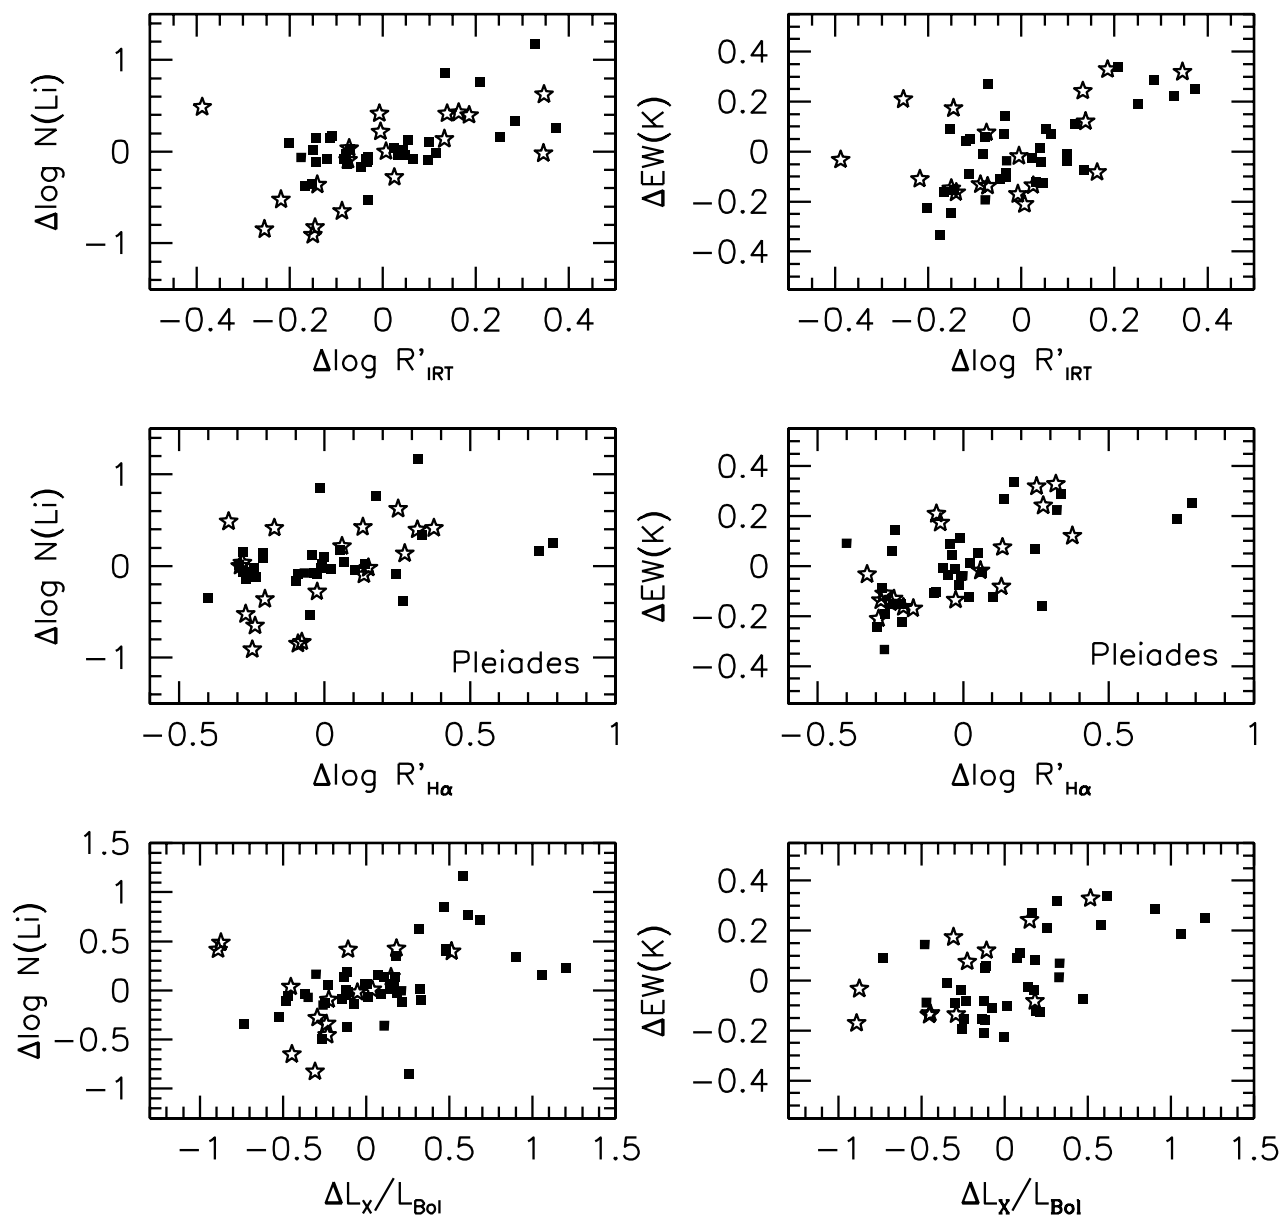 1
0
−1
Δlog N(Li)
−0.4 −0.2 0 0.2 0.4
Δlog R'IRT
0.4
0.2
0
−0.2
−0.4
ΔEW(K)
−0.4 −0.2 0 0.2 0.4
Δlog R'IRT
1
0
−1
Δlog N(Li)
Pleiades
−0.5 0 0.5 1
Δlog R'Hα
0.4
0.2
0
−0.2
−0.4
ΔEW(K)
Pleiades
−0.5 0 0.5 1
Δlog R'Hα
1.5
1
0.5
0
−0.5
−1
Δlog N(Li)
−1 −0.5 0 0.5 1 1.5
ΔLX/LBol
0.4
0.2
0
−0.2
−0.4
ΔEW(K)
−1 −0.5 0 0.5 1 1.5
ΔLX/LBol